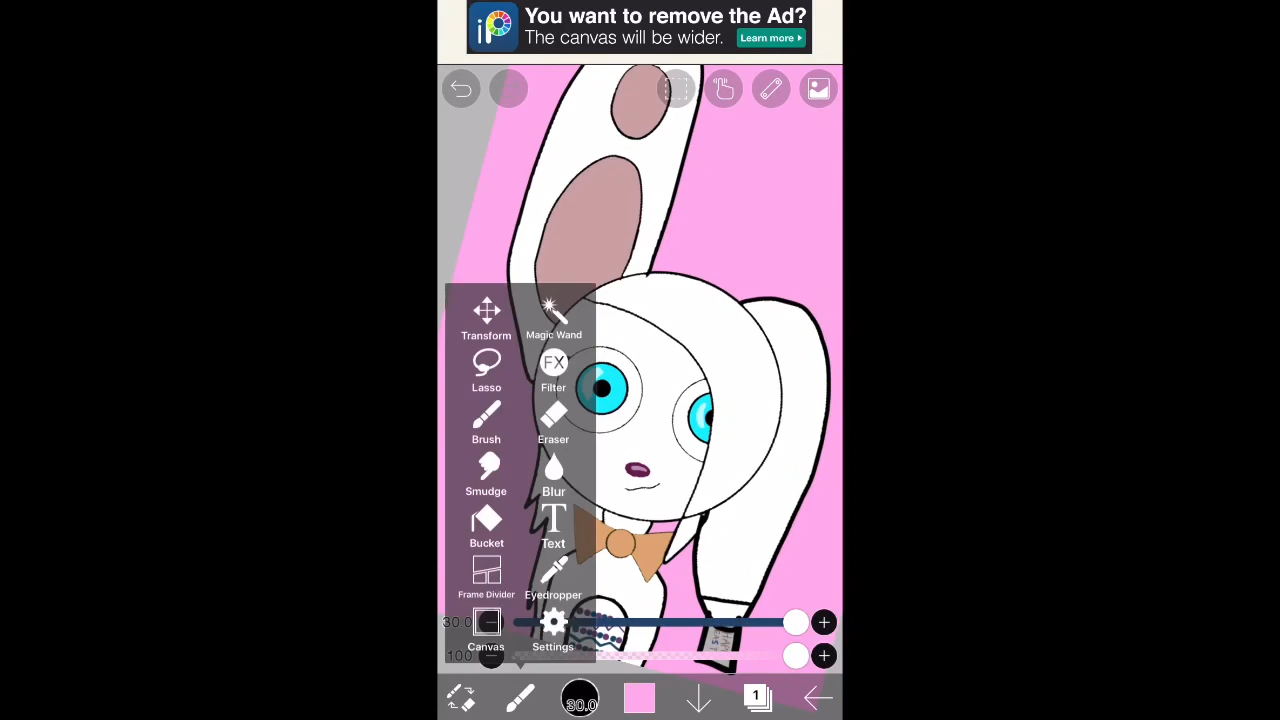 iP
You want to remove the Ad?
The canvas will be wider.
Learn more
Transform
Magic Wand
Lasso
FX
Filter
Brush
Eraser
Smudge
Blur
Bucket
T
Text
Frame Divider
Eyedropper
Canvas
Settings
30.0
100
30.0
1